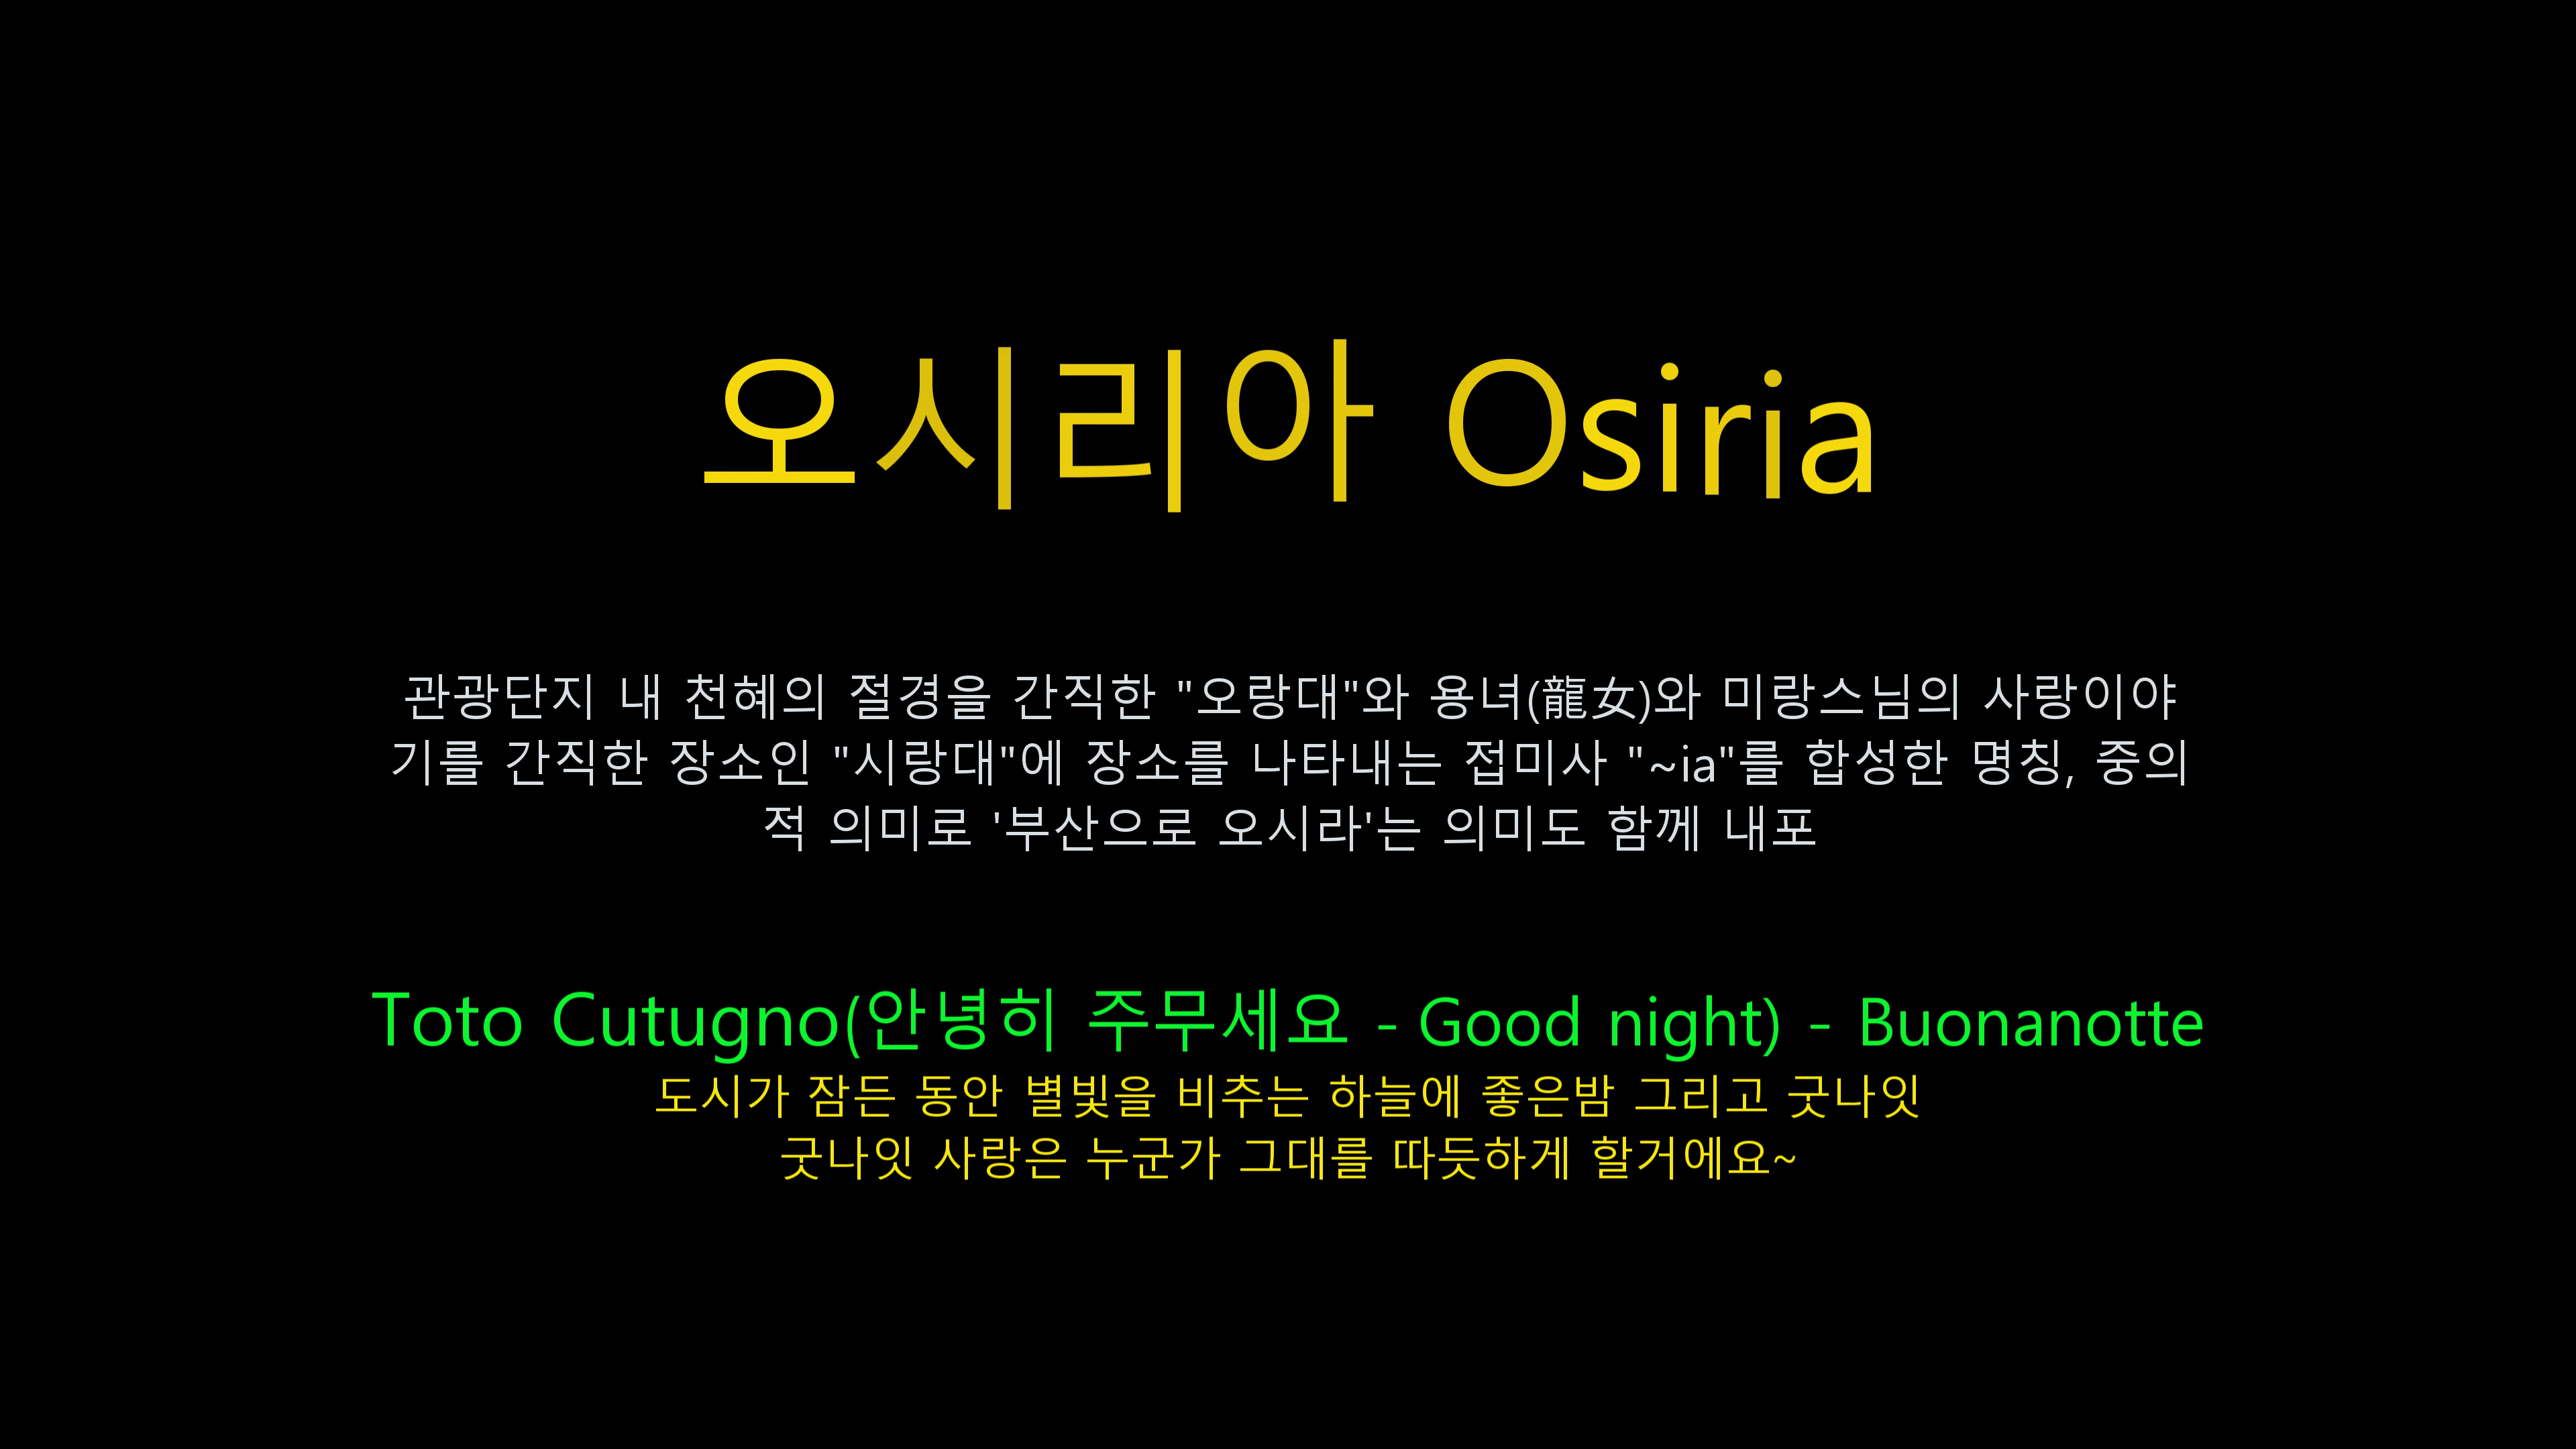 오시리아 Osiria
관광단지 내 천혜의 절경을 간직한 "오랑대"와 용녀(龍女)와 미랑스님의 사랑이야
기를 간직한 장소인 "시랑대"에 장소를 나타내는 접미사 "~ia"를 합성한 명칭, 중의
적 의미로 '부산으로 오시라'는 의미도 함께 내포
Toto Cutugno(안녕히 주무세요 - Good night) - Buonanotte
도시가 잠든 동안 별빛을 비추는 하늘에 좋은밤 그리고 굿나잇
굿나잇 사랑은 누군가 그대를 따듯하게 할거에요~